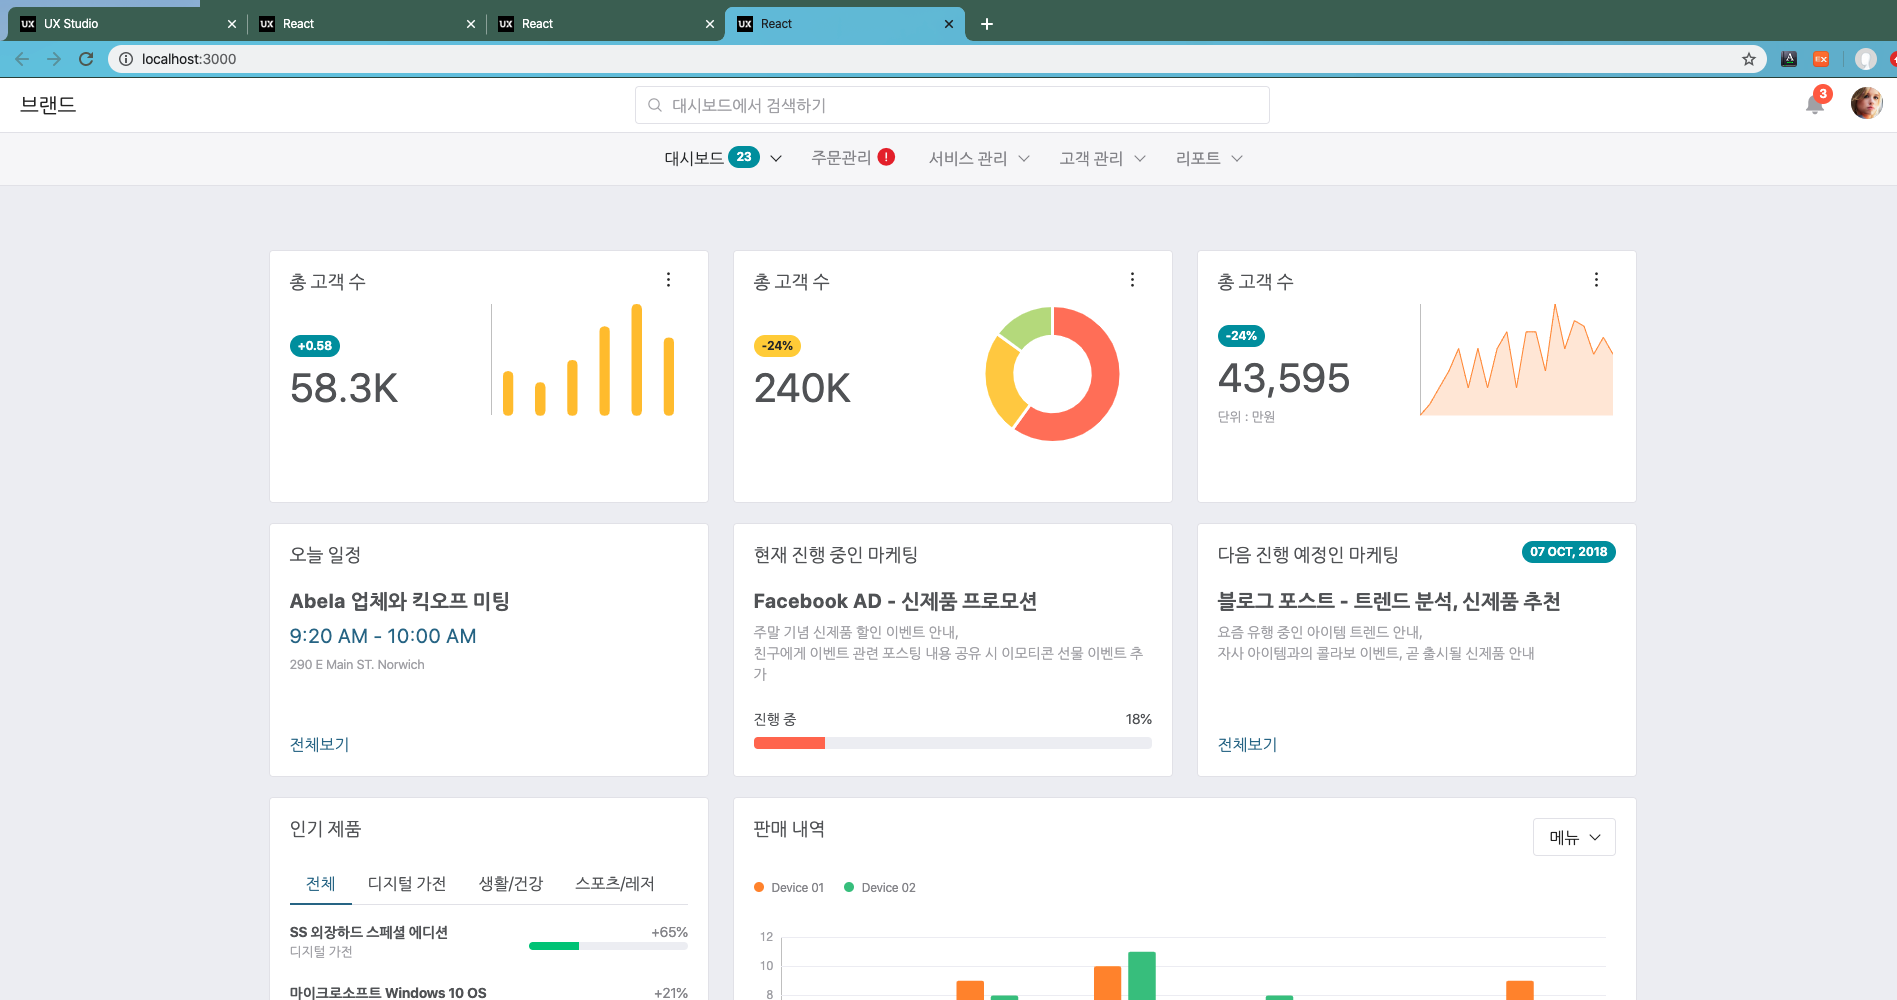 UX UX Studio
UX React
UX React
UX React
localhost:3000
A
EX
브랜드
대시보드에서 검색하기
3
대시보드 23
주문관리 !
서비스 관리
고객 관리
리포트
총 고객 수
+0.58
58.3K
총 고객 수
-24%
240K
총 고객 수
-24%
43,595
단위 : 만원
오늘 일정
Abela 업체와 킥오프 미팅
9:20 AM - 10:00 AM
290 E Main ST. Norwich
전체보기
현재 진행 중인 마케팅
Facebook AD - 신제품 프로모션
주말 기념 신제품 할인 이벤트 안내,
친구에게 이벤트 관련 포스팅 내용 공유 시 이모티콘 선물 이벤트 추
가
진행 중 18%
다음 진행 예정인 마케팅
07 OCT, 2018
블로그 포스트 - 트렌드 분석, 신제품 추천
요즘 유행 중인 아이템 트렌드 안내,
자사 아이템과의 콜라보 이벤트, 곧 출시될 신제품 안내
전체보기
인기 제품
전체 디지털 가전 생활/건강 스포츠/레저
SS 외장하드 스페셜 에디션 +65%
디지털 가전
마이크로소프트 Windows 10 OS +21%
판매 내역
메뉴
Device 01 Device 02
12
10
8